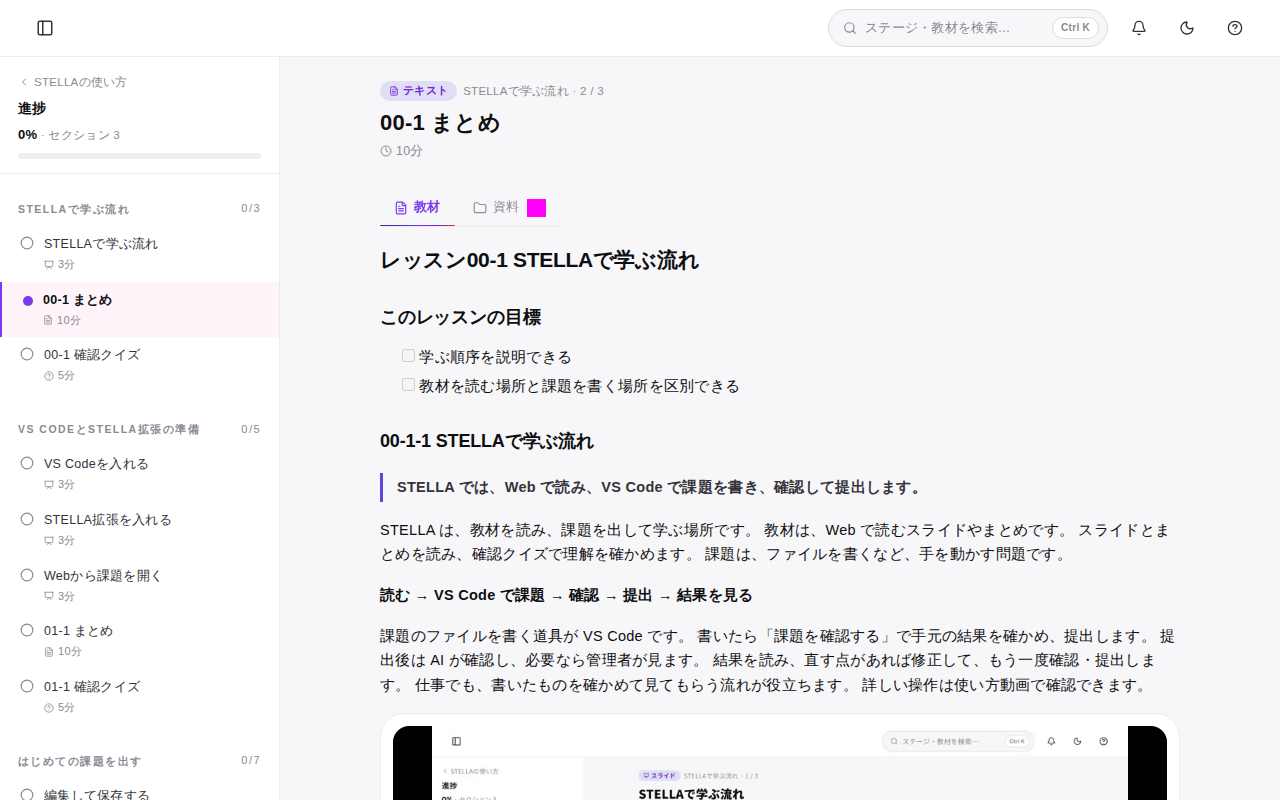 ステージ・教材を検索... Ctrl K
STELLAの使い方
進捗
0% · セクション 3
STELLAで学ぶ流れ 0/3
STELLAで学ぶ流れ
3分
00-1 まとめ
10分
00-1 確認クイズ
5分
VS CODEとSTELLA拡張の準備 0/5
VS Codeを入れる
3分
STELLA拡張を入れる
3分
Webから課題を開く
3分
01-1 まとめ
10分
01-1 確認クイズ
5分
はじめての課題を出す 0/7
編集して保存する
テキスト STELLAで学ぶ流れ · 2 / 3
00-1 まとめ
10分
教材 資料
レッスン00-1 STELLAで学ぶ流れ
このレッスンの目標
学ぶ順序を説明できる
教材を読む場所と課題を書く場所を区別できる
00-1-1 STELLAで学ぶ流れ
STELLA では、Web で読み、VS Code で課題を書き、確認して提出します。
STELLA は、教材を読み、課題を出して学ぶ場所です。 教材は、Web で読むスライドやまとめです。 スライドとま
とめを読み、確認クイズで理解を確かめます。 課題は、ファイルを書くなど、手を動かす問題です。
読む → VS Code で課題 → 確認 → 提出 → 結果を見る
課題のファイルを書く道具が VS Code です。 書いたら「課題を確認する」で手元の結果を確かめ、提出します。 提
出後は AI が確認し、必要なら管理者が見ます。 結果を読み、直す点があれば修正して、もう一度確認・提出しま
す。 仕事でも、書いたものを確かめて見てもらう流れが役立ちます。 詳しい操作は使い方動画で確認できます。
ステージ・教材を検索… Ctrl K
STELLAの使い方
進捗
0% · セクション 3
スライド STELLAで学ぶ流れ · 1 / 3
STELLAで学ぶ流れ